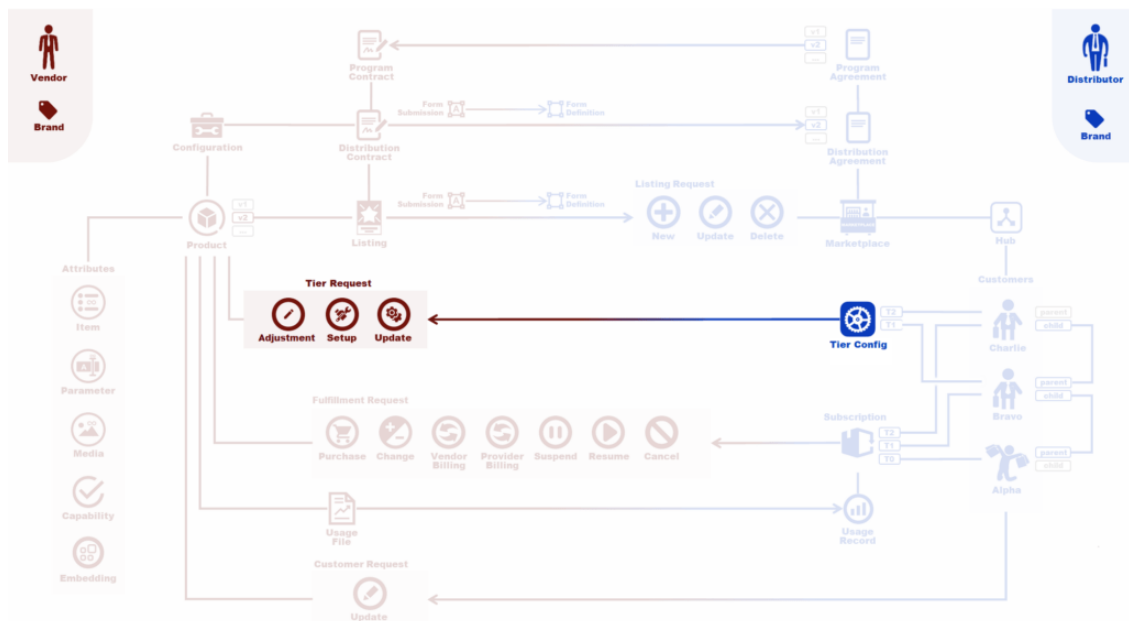 Vendor
Brand
Distributor
Brand
v1
v2
...
Program
Contract
Program
Agreement
Form
Submission
A
Form
Definition
v1
v2
...
Configuration
Distribution
Contract
Distribution
Agreement
Form
Submission
A
Form
Definition
Listing Request
v1
v2
...
Product
Listing
New
Update
Delete
Marketplace
Hub
Attributes
Customers
Tier Request
Item
Adjustment
Setup
Update
Tier Config
T2
T1
Charlie
parent
child
Parameter
Bravo
parent
child
Fulfillment Request
Subscription
Media
Purchase
Change
Vendor
Billing
Provider
Billing
Suspend
Resume
Cancel
T2
T1
T0
Alpha
parent
child
Capability
Usage
File
Usage
Record
Embedding
Customer Request
Update